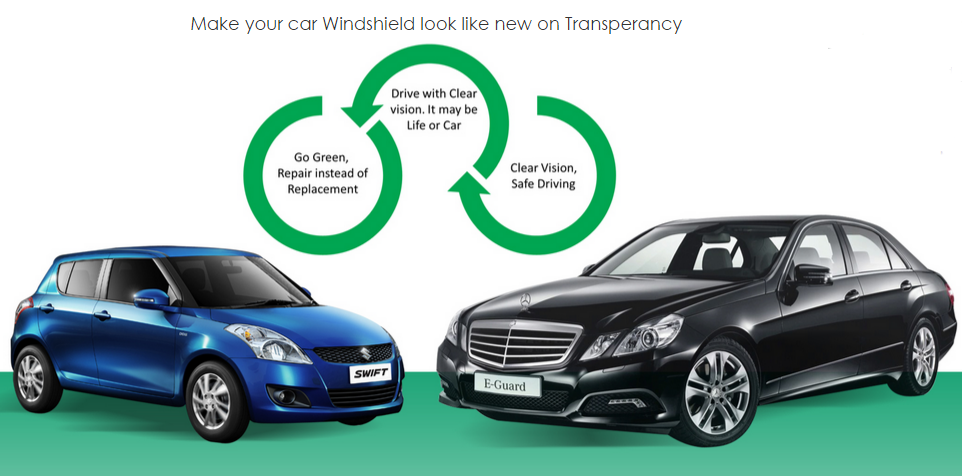 Make your car Windshield look like new on Transperancy
Drive with Clear
vision. It may be
Life or Car
Go Green,
Repair instead of
Replacement
Clear Vision,
Safe Driving
SWIFT
E-Guard